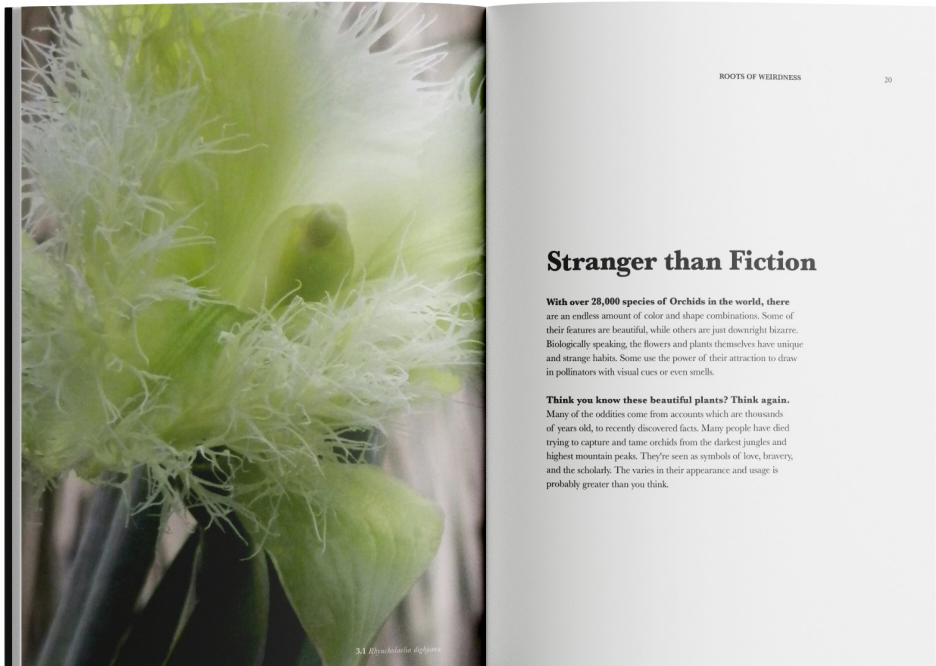 ROOTS OF WEIRDNESS
20
Stranger than Fiction
With over 28,000 species of Orchids in the world, there
are an endless amount of color and shape combinations. Some of
their features are beautiful, while others are just downright bizarre.
Biologically speaking, the flowers and plants themselves have unique
and strange habits. Some use the power of their attraction to draw
in pollinators with visual cues or even smells.
Think you know these beautiful plants? Think again.
Many of the oddities come from accounts which are thousands
of years old, to recently discovered facts. Many people have died
trying to capture and tame orchids from the darkest jungles and
highest mountain peaks. They're seen as symbols of love, bravery,
and the scholarly. The varies in their appearance and usage is
probably greater than you think.
3.1